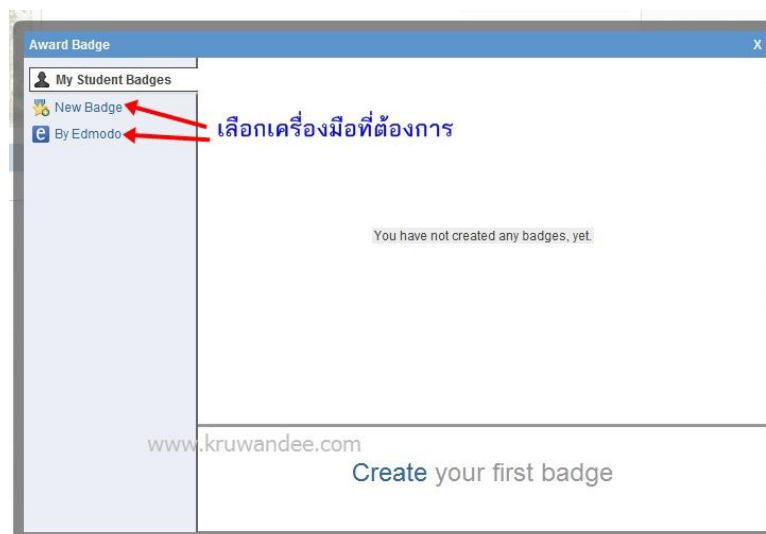 Award Badge
X
My Student Badges
New Badge
e By Edmodo
เลือกเครื่องมือที่ต้องการ
You have not created any badges, yet.
www.kruwandee.com
Create your first badge